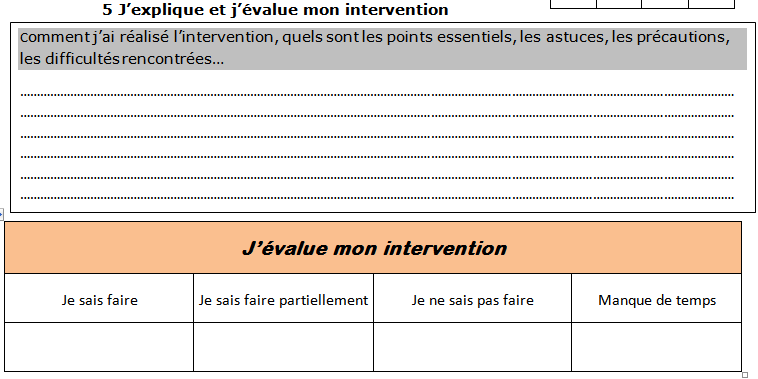 5 J'explique et j'évalue mon intervention
Comment j'ai réalisé l'intervention, quels sont les points essentiels, les astuces, les précautions,
les difficultés rencontrées...
J'évalue mon intervention
Je sais faire
Je sais faire partiellement
Je ne sais pas faire
Manque de temps